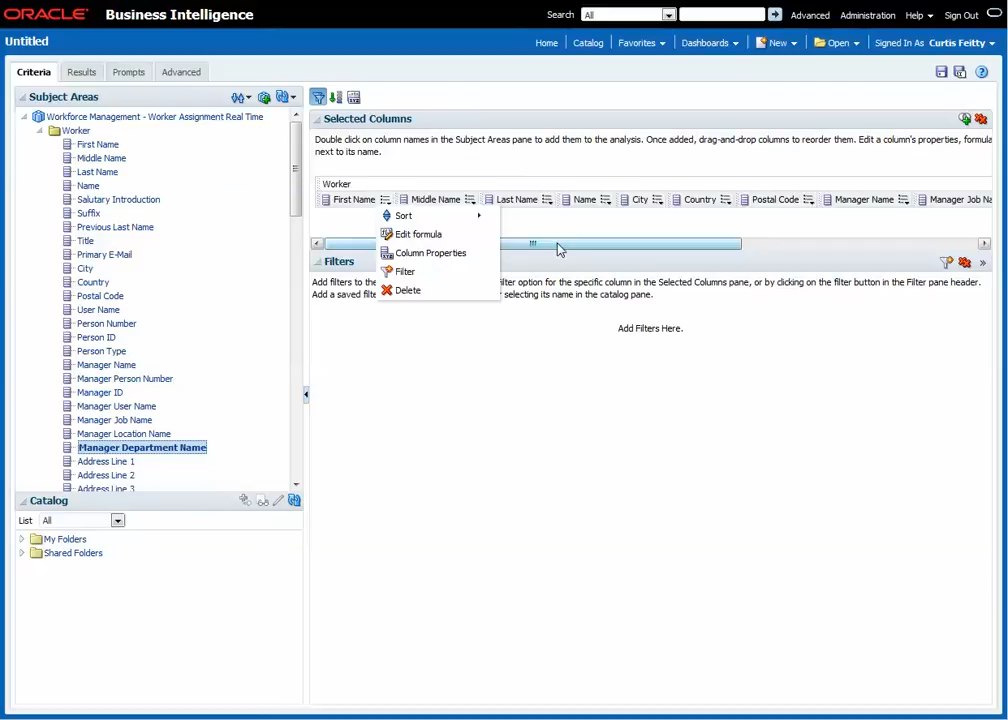 ORACLE Business Intelligence
Search All Advanced Administration Help Sign Out
Untitled
Home Catalog Favorites Dashboards New Open Signed In As Curtis Feitty
Criteria Results Prompts Advanced
Subject Areas
Workforce Management - Worker Assignment Real Time
Worker
First Name
Middle Name
Last Name
Name
Salutary Introduction
Suffix
Previous Last Name
Title
Primary E-Mail
City
Country
Postal Code
User Name
Person Number
Person ID
Person Type
Manager Name
Manager Person Number
Manager ID
Manager User Name
Manager Job Name
Manager Location Name
Manager Department Name
Address Line 1
Address Line 2
Address Line 3
Catalog
List All
My Folders
Shared Folders
Selected Columns
Double click on column names in the Subject Areas pane to add them to the analysis. Once added, drag-and-drop columns to reorder them. Edit a column's properties, formula
next to its name.
Worker
First Name Middle Name Last Name Name City Country Postal Code Manager Name Manager Job Na
Sort
Edit formula
Column Properties
Filter
Delete
Filters
Add filters to the filter option for the specific column in the Selected Columns pane, or by clicking on the filter button in the Filter pane header.
Add a saved filt selecting its name in the catalog pane.
Add Filters Here.